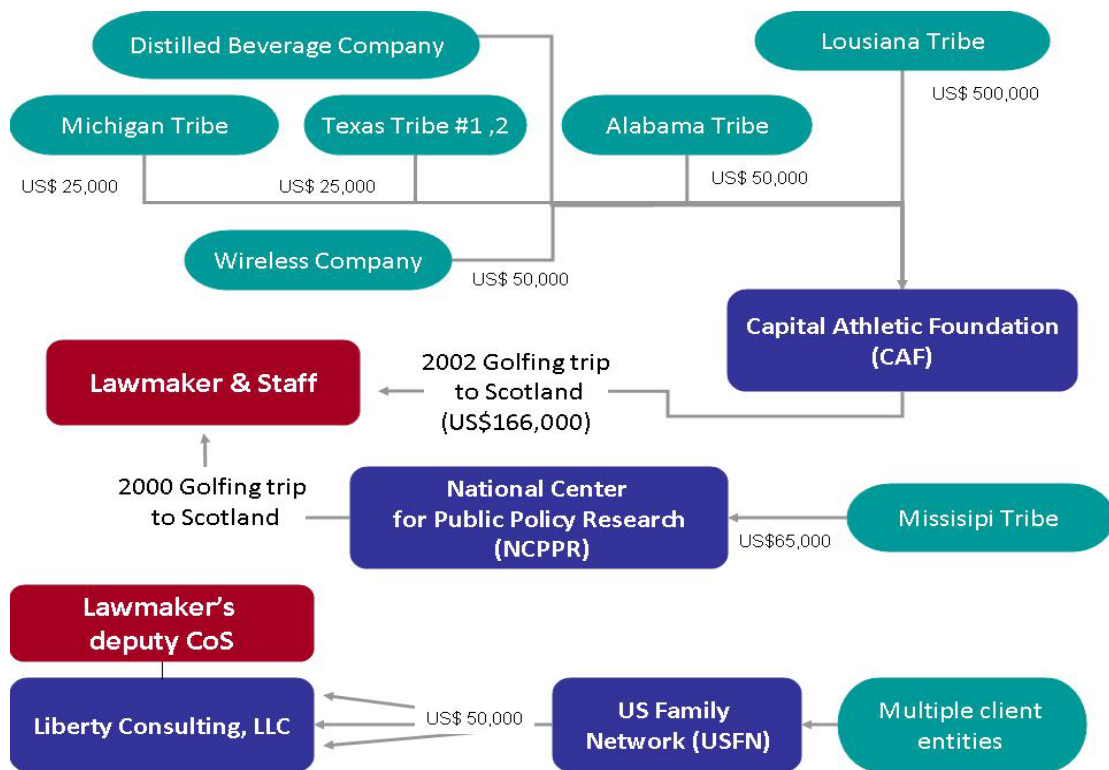 Distilled Beverage Company
Lousiana Tribe
US$ 500,000
Michigan Tribe
Texas Tribe #1 ,2
Alabama Tribe
US$ 25,000
US$ 25,000
US$ 50,000
Wireless Company
US$ 50,000
Capital Athletic Foundation
(CAF)
Lawmaker & Staff
2002 Golfing trip
to Scotland
(US$166,000)
2000 Golfing trip
to Scotland
National Center
for Public Policy Research
(NCPPR)
Missisipi Tribe
US$65,000
Lawmaker’s
deputy CoS
Liberty Consulting, LLC
US$ 50,000
US Family
Network (USFN)
Multiple client
entities